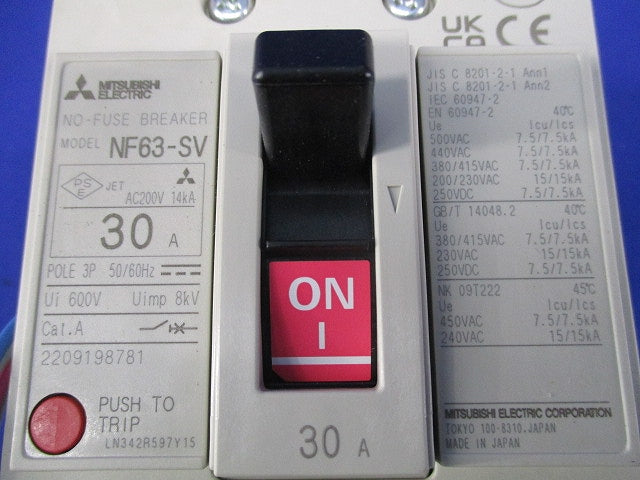 MITSUBISHI
ELECTRIC
NO-FUSE BREAKER
MODEL NF63-SV
PS
E
JET
AC200V 14kA
30 A
POLE 3P 50/60Hz
Ui 600V Uimp 8kV
Cat.A
2209198781
PUSH TO
TRIP
LN342R597Y15
ON
I
30 A
UK
CA CE
JIS C 8201-2-1 Ann1
JIS C 8201-2-1 Ann2
IEC 60947-2
EN 60947-2 40℃
Ue Icu/Ics
500VAC 7.5/7.5kA
440VAC 7.5/7.5kA
380/415VAC 7.5/7.5kA
200/230VAC 15/15kA
250VDC 7.5/7.5kA
GB/T 14048.2 40℃
Ue Icu/Ics
380/415VAC 7.5/7.5kA
230VAC 15/15kA
250VDC 7.5/7.5kA
NK 09T222 45℃
Ue Icu/Ics
450VAC 7.5/7.5kA
240VAC 15/15kA
MITSUBISHI ELECTRIC CORPORATION
TOKYO 100-8310.JAPAN
MADE IN JAPAN